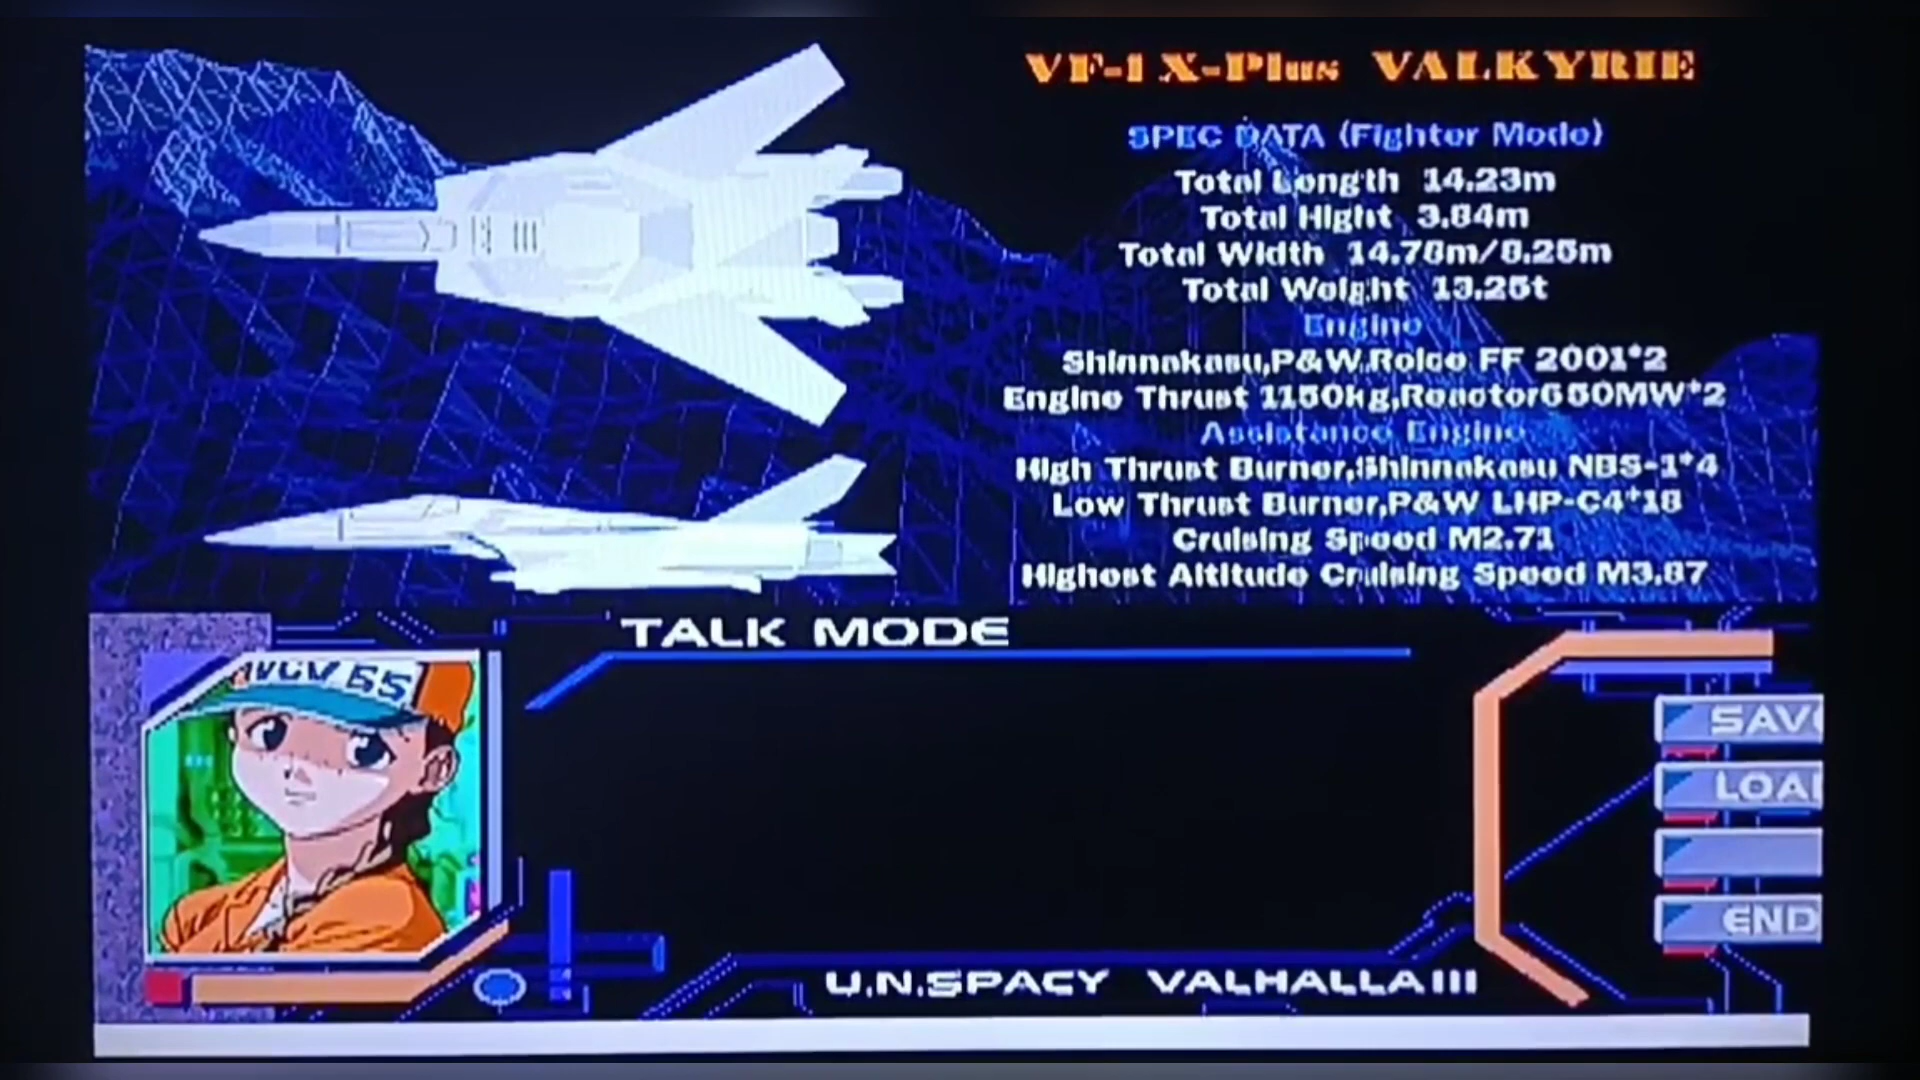 VF-1 X-Plus VALKYRIE
SPEC DATA (Fighter Mode)
Total Length 14.23m
Total Hight 3.84m
Total Width 14.78m/8.25m
Total Weight 13.25t
Engine
Shinnakasu,P&W,Roice FF 2001*2
Engine Thrust 1150kg,Reactor650MW*2
Assistance Engine
High Thrust Burner,Shinnakasu NBS-1*4
Low Thrust Burner,P&W LHP-C4*18
Cruising Speed M2.71
Highest Altitude Cruising Speed M3.87
TALK MODE
VCV 65
SAV
LOA
END
U.N.SPACY VALHALLAIII